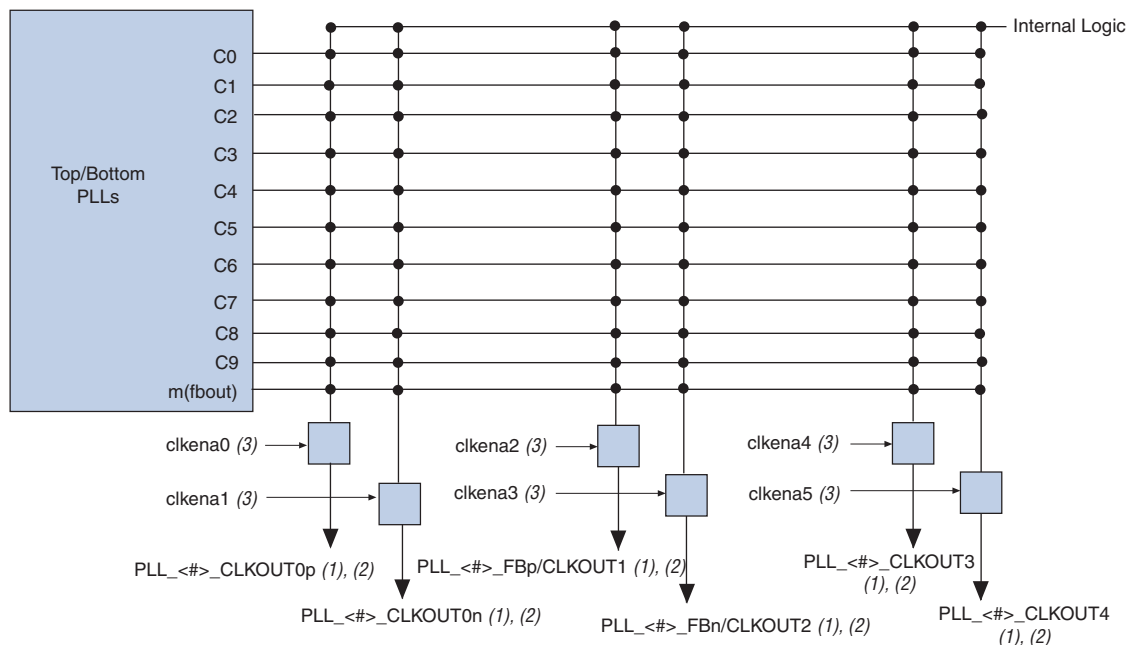 Internal Logic
C0
C1
C2
C3
Top/Bottom
PLLs
C4
C5
C6
C7
C8
C9
m(fbout)
clkena0 (3)
clkena2 (3)
clkena4 (3)
clkena1 (3)
clkena3 (3)
clkena5 (3)
PLL_<#>_CLKOUT0p (1), (2)
PLL_<#>_FBp/CLKOUT1 (1), (2)
PLL_<#>_CLKOUT3
(1), (2)
PLL_<#>_CLKOUT0n (1), (2)
PLL_<#>_FBn/CLKOUT2 (1), (2)
PLL_<#>_CLKOUT4
(1), (2)